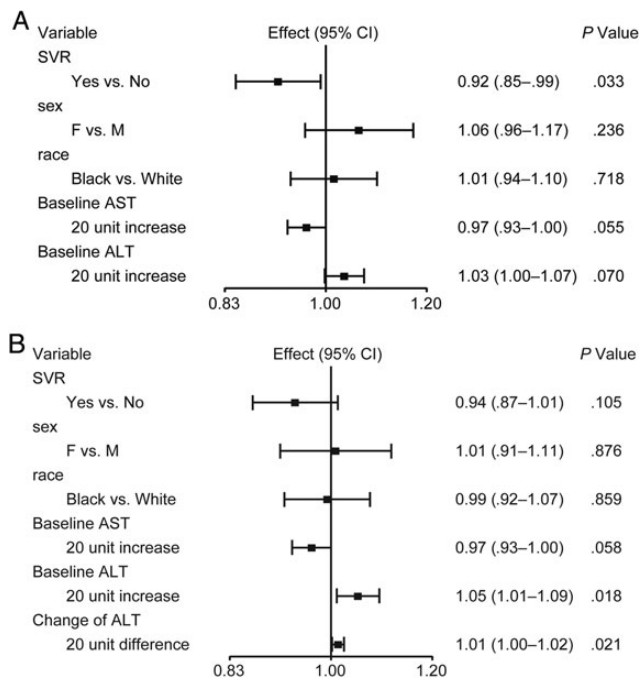 A
Variable Effect (95% CI) P Value
SVR
Yes vs. No 0.92 (.85–.99) .033
sex
F vs. M 1.06 (.96–1.17) .236
race
Black vs. White 1.01 (.94–1.10) .718
Baseline AST
20 unit increase 0.97 (.93–1.00) .055
Baseline ALT
20 unit increase 1.03 (1.00–1.07) .070
0.83 1.00 1.20
B
Variable Effect (95% CI) P Value
SVR
Yes vs. No 0.94 (.87–1.01) .105
sex
F vs. M 1.01 (.91–1.11) .876
race
Black vs. White 0.99 (.92–1.07) .859
Baseline AST
20 unit increase 0.97 (.93–1.00) .058
Baseline ALT
20 unit increase 1.05 (1.01–1.09) .018
Change of ALT
20 unit difference 1.01 (1.00–1.02) .021
0.83 1.00 1.20